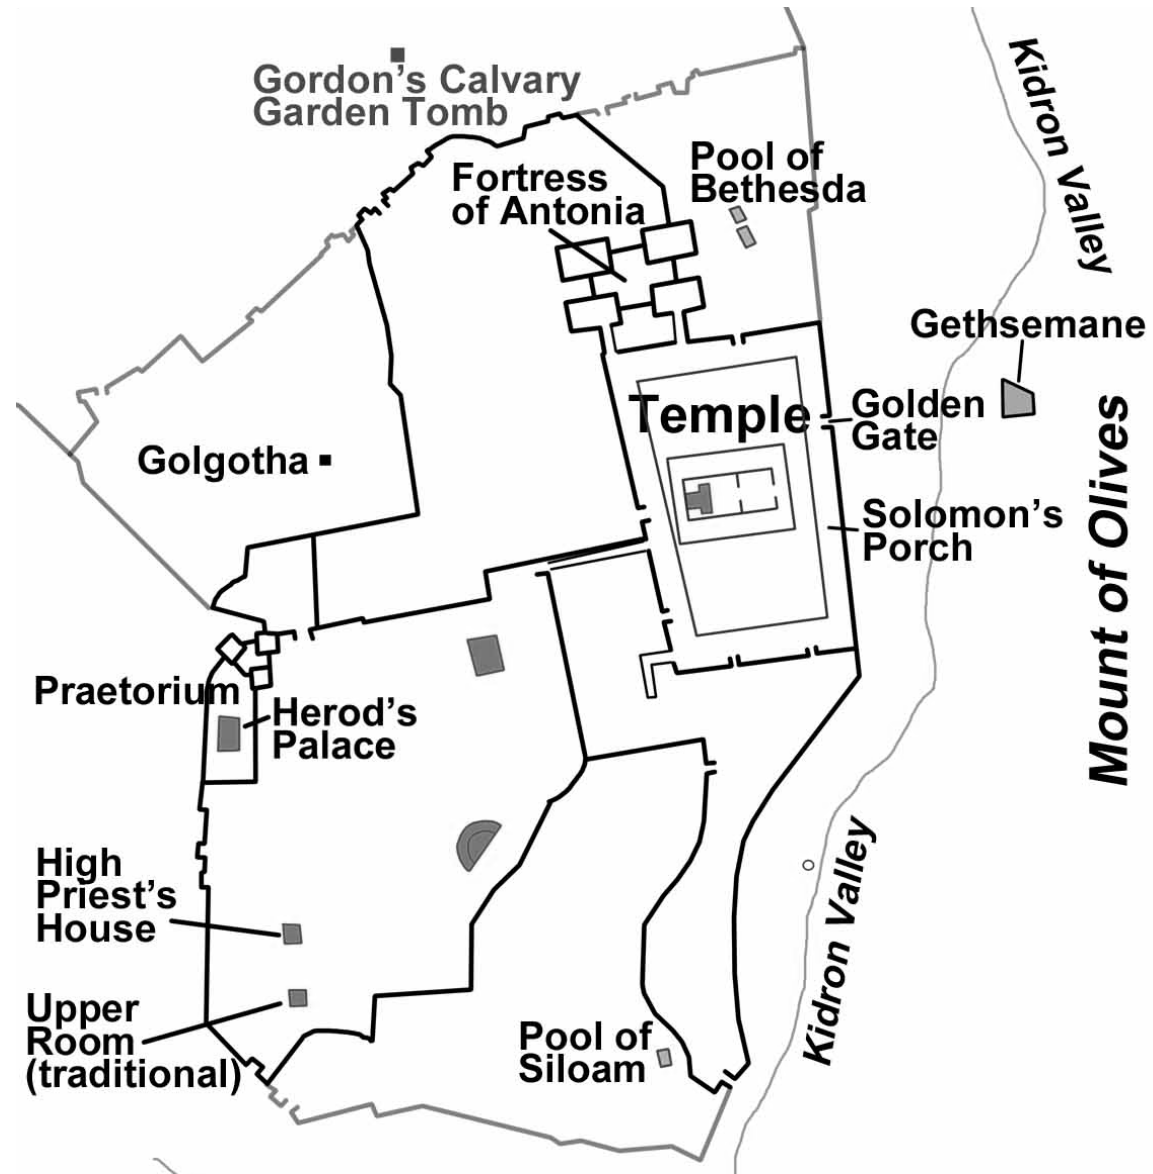 Gordon's Calvary
Garden Tomb
Kidron Valley
Pool of
Bethesda
Fortress
of Antonia
Gethsemane
Temple
Golden
Gate
Mount of Olives
Golgotha
Solomon's
Porch
Praetorium
Herod's
Palace
High
Priest's
House
Kidron Valley
Upper
Room
(traditional)
Pool of
Siloam